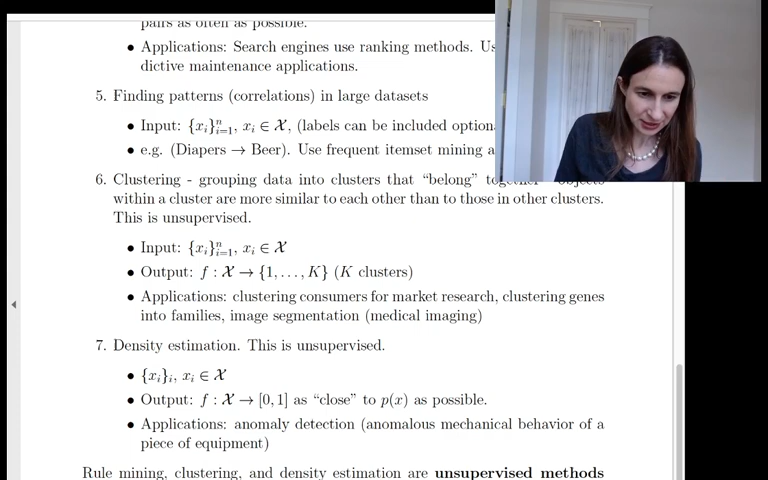 pairs as often as possible.
• Applications: Search engines use ranking methods. Us
dictive maintenance applications.
5. Finding patterns (correlations) in large datasets
• Input: {x_i}_{i=1}^n, x_i ∈ 𝒳, (labels can be included option
• e.g. (Diapers → Beer). Use frequent itemset mining a
6. Clustering - grouping data into clusters that “belong”
within a cluster are more similar to each other than to those in other clusters.
This is unsupervised.
• Input: {x_i}_{i=1}^n, x_i ∈ 𝒳
• Output: f : 𝒳 → {1, . . . , K} (K clusters)
• Applications: clustering consumers for market research, clustering genes
into families, image segmentation (medical imaging)
7. Density estimation. This is unsupervised.
• {x_i}_i, x_i ∈ 𝒳
• Output: f : 𝒳 → [0, 1] as “close” to p(x) as possible.
• Applications: anomaly detection (anomalous mechanical behavior of a
piece of equipment)
Rule mining, clustering, and density estimation are unsupervised methods